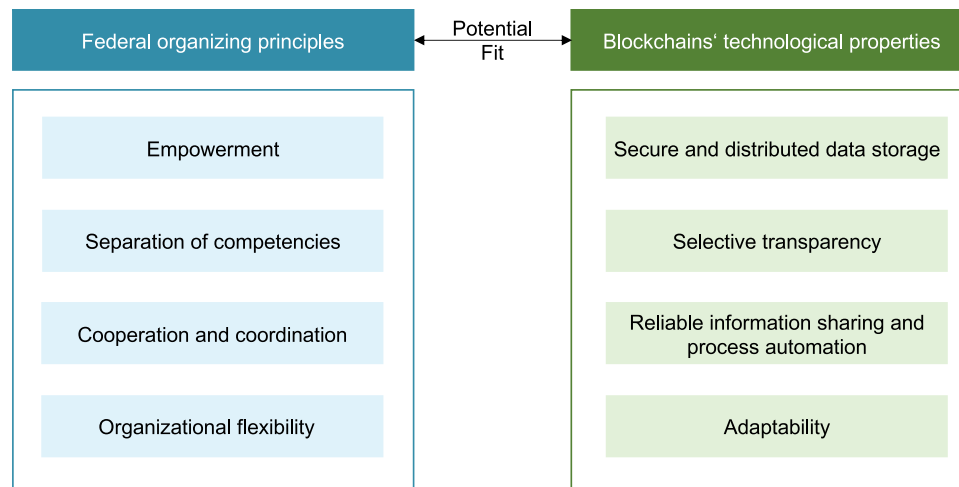 Federal organizing principles
Potential
Fit
Blockchains‘ technological properties
Empowerment
Separation of competencies
Cooperation and coordination
Organizational flexibility
Secure and distributed data storage
Selective transparency
Reliable information sharing and
process automation
Adaptability